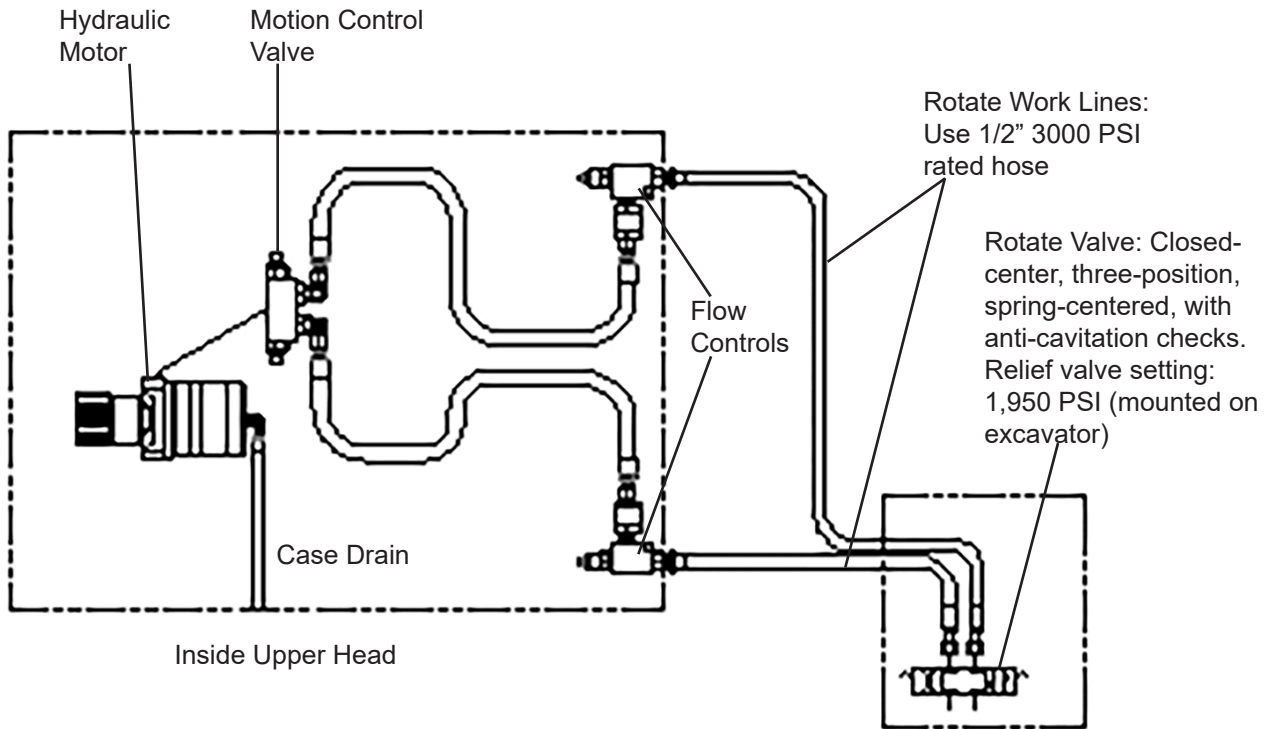 Hydraulic
Motor
Motion Control
Valve
Rotate Work Lines:
Use 1/2” 3000 PSI
rated hose
Rotate Valve: Closed-
center, three-position,
spring-centered, with
anti-cavitation checks.
Relief valve setting:
1,950 PSI (mounted on
excavator)
Flow
Controls
Case Drain
Inside Upper Head